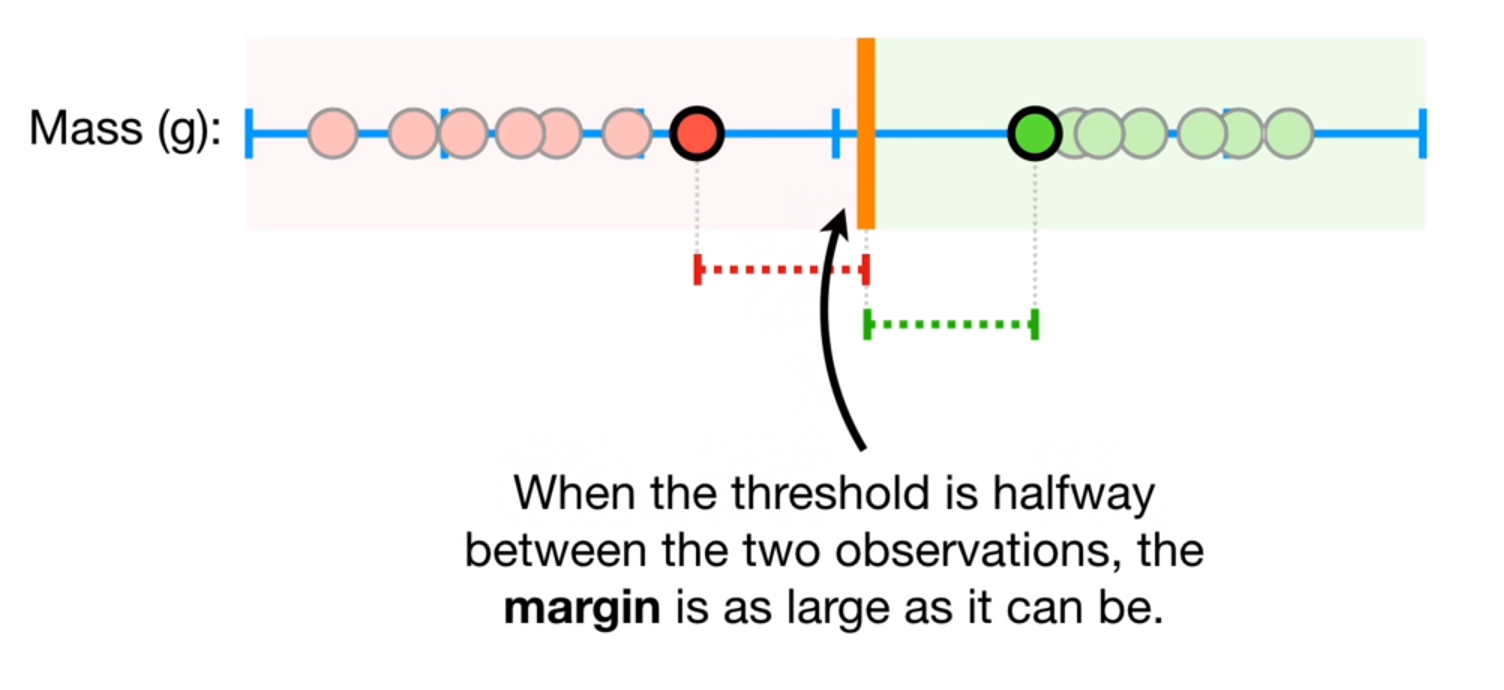 Mass (g):
When the threshold is halfway
between the two observations, the
margin is as large as it can be.